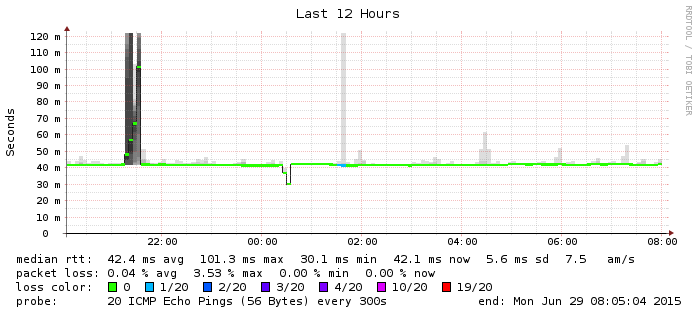 Last 12 Hours
RRDTOOL / TOBI OETIKER
Seconds
120 m
110 m
100 m
90 m
80 m
70 m
60 m
50 m
40 m
30 m
20 m
10 m
0
22:00 00:00 02:00 04:00 06:00 08:00
median rtt: 42.4 ms avg 101.3 ms max 30.1 ms min 42.1 ms now 5.6 ms sd 7.5 am/s
packet loss: 0.04 % avg 3.53 % max 0.00 % min 0.00 % now
loss color: 0 1/20 2/20 3/20 4/20 10/20 19/20
probe: 20 ICMP Echo Pings (56 Bytes) every 300s end: Mon Jun 29 08:05:04 2015